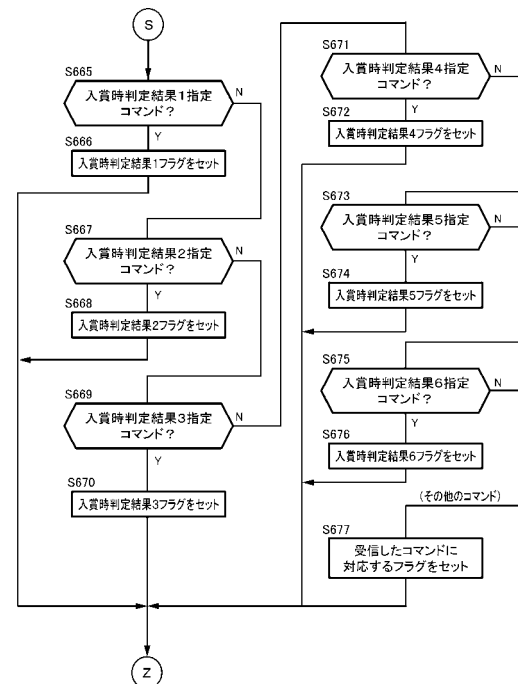 S
S665
入賞時判定結果1指定
コマンド?
N
Y
S666
入賞時判定結果1フラグをセット
S667
入賞時判定結果2指定
コマンド?
N
Y
S668
入賞時判定結果2フラグをセット
S669
入賞時判定結果3指定
コマンド?
N
Y
S670
入賞時判定結果3フラグをセット
S671
入賞時判定結果4指定
コマンド?
N
Y
S672
入賞時判定結果4フラグをセット
S673
入賞時判定結果5指定
コマンド?
N
Y
S674
入賞時判定結果5フラグをセット
S675
入賞時判定結果6指定
コマンド?
N
Y
S676
入賞時判定結果6フラグをセット
(その他のコマンド)
S677
受信したコマンドに
対応するフラグをセット
Z